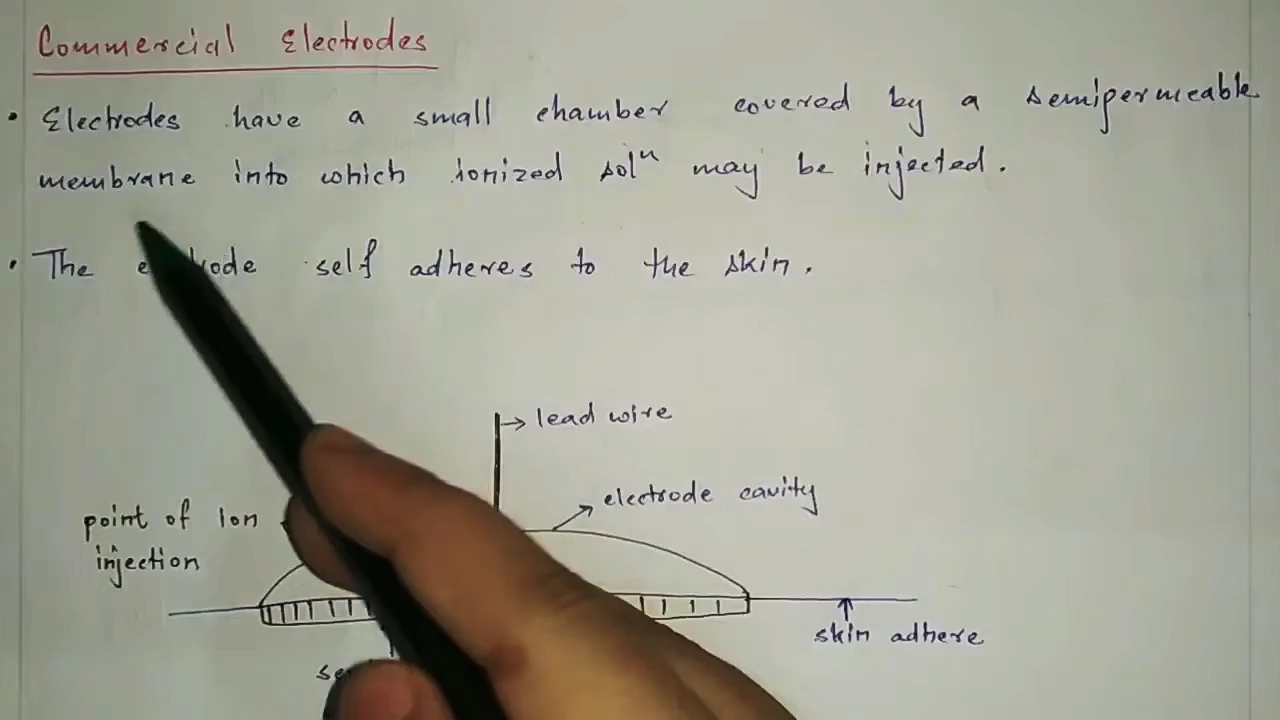 Commercial Electrodes
• Electrodes have a small chamber covered by a semipermeable
membrane into which ionized solⁿ may be injected.
• The self adheres to the skin.
lead wire
electrode cavity
point of Ion
injection
skin adhere